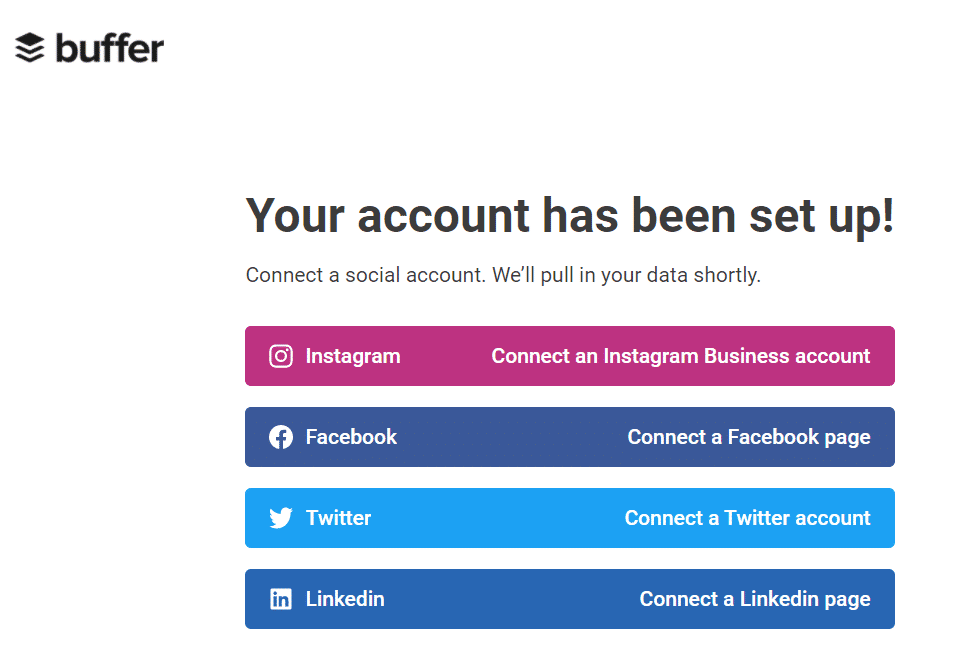 buffer
Your account has been set up!
Connect a social account. We’ll pull in your data shortly.
Instagram Connect an Instagram Business account
Facebook Connect a Facebook page
Twitter Connect a Twitter account
Linkedin Connect a Linkedin page